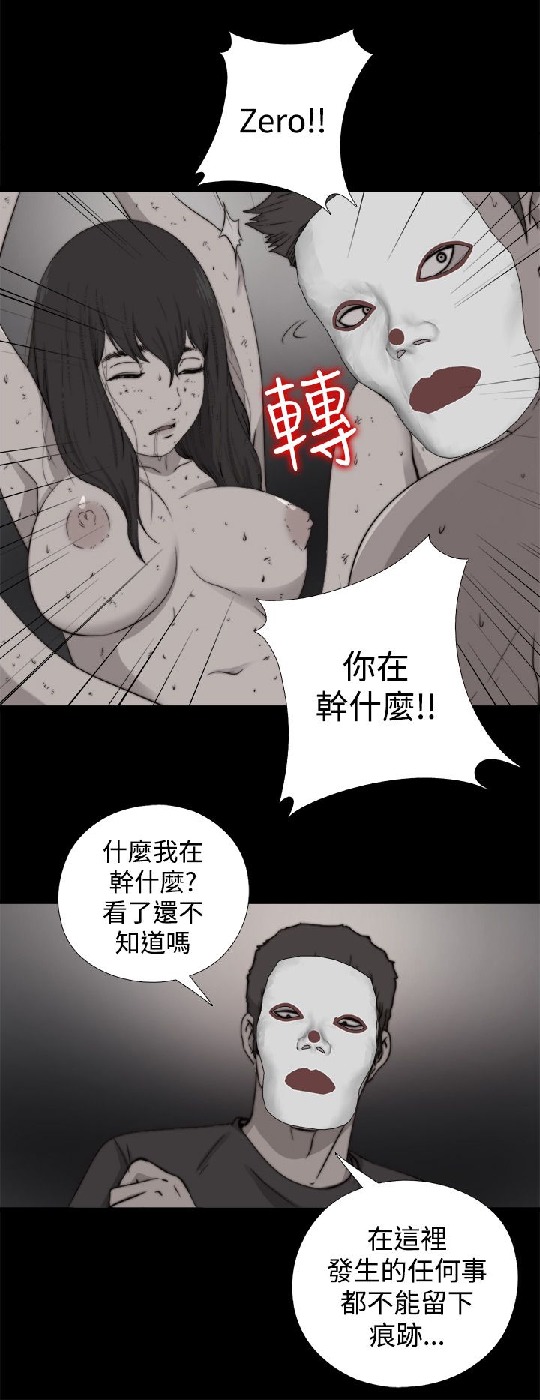 Zero!!
轉
你在
幹什麼!!
什麼我在
幹什麼?
看了還不
知道嗎
在這裡
發生的任何事
都不能留下
痕跡...